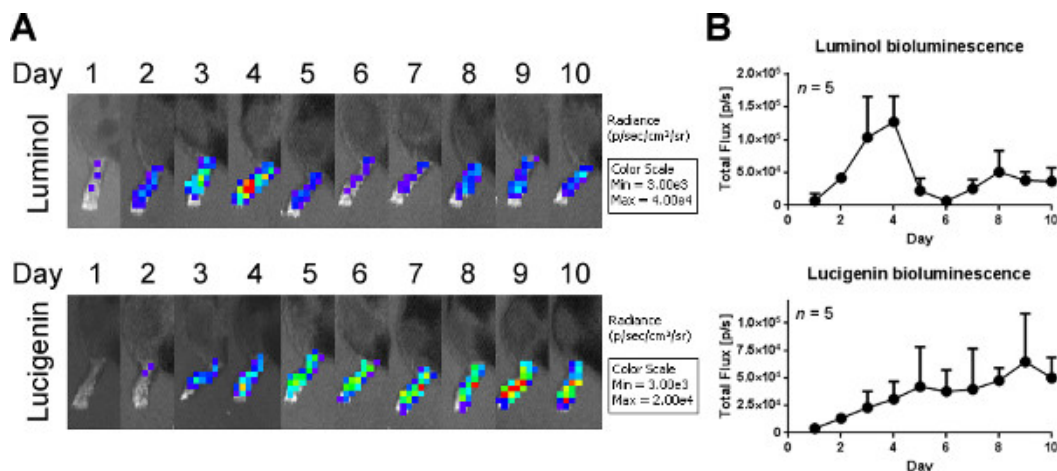 A
Day 1 2 3 4 5 6 7 8 9 10
Luminol
Radiance
(p/sec/cm²/sr)
Color Scale
Min = 3.00e3
Max = 4.00e4
Day 1 2 3 4 5 6 7 8 9 10
Lucigenin
Radiance
(p/sec/cm²/sr)
Color Scale
Min = 3.00e3
Max = 2.00e4
B
Luminol bioluminescence
n = 5
Total Flux [p/s]
2.0×10⁵
1.5×10⁵
1.0×10⁵
5.0×10⁴
0
0 2 4 6 8 10
Day
Lucigenin bioluminescence
n = 5
Total Flux [p/s]
1.0×10⁵
7.5×10⁴
5.0×10⁴
2.5×10⁴
0
0 2 4 6 8 10
Day